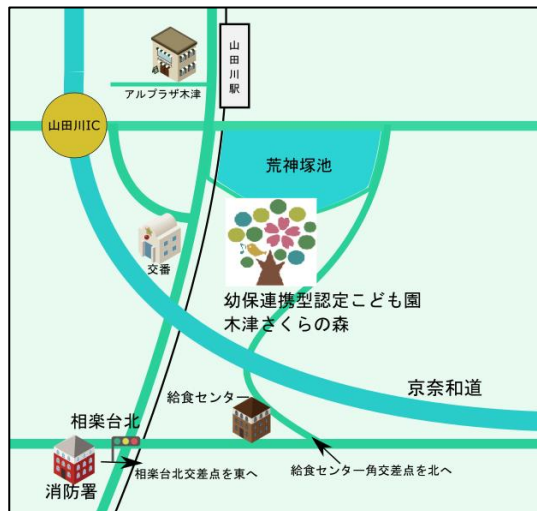 山田川駅
アルプラザ木津
山田川IC
荒神塚池
交番
幼保連携型認定こども園
木津さくらの森
京奈和道
給食センター
相楽台北
消防署
相楽台北交差点を東へ
給食センター角交差点を北へ